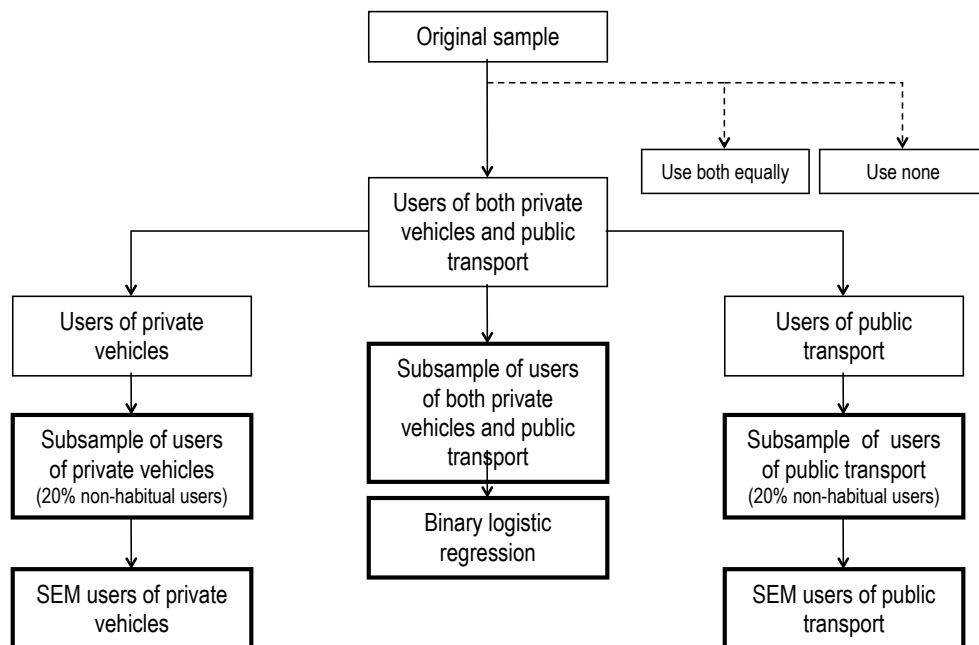 Original sample
Use both equally
Use none
Users of both private
vehicles and public
transport
Users of private
vehicles
Users of public
transport
Subsample of users
of both private
vehicles and public
transport
Subsample of users
of private vehicles
(20% non-habitual users)
Subsample of users
of public transport
(20% non-habitual users)
Binary logistic
regression
SEM users of private
vehicles
SEM users of public
transport